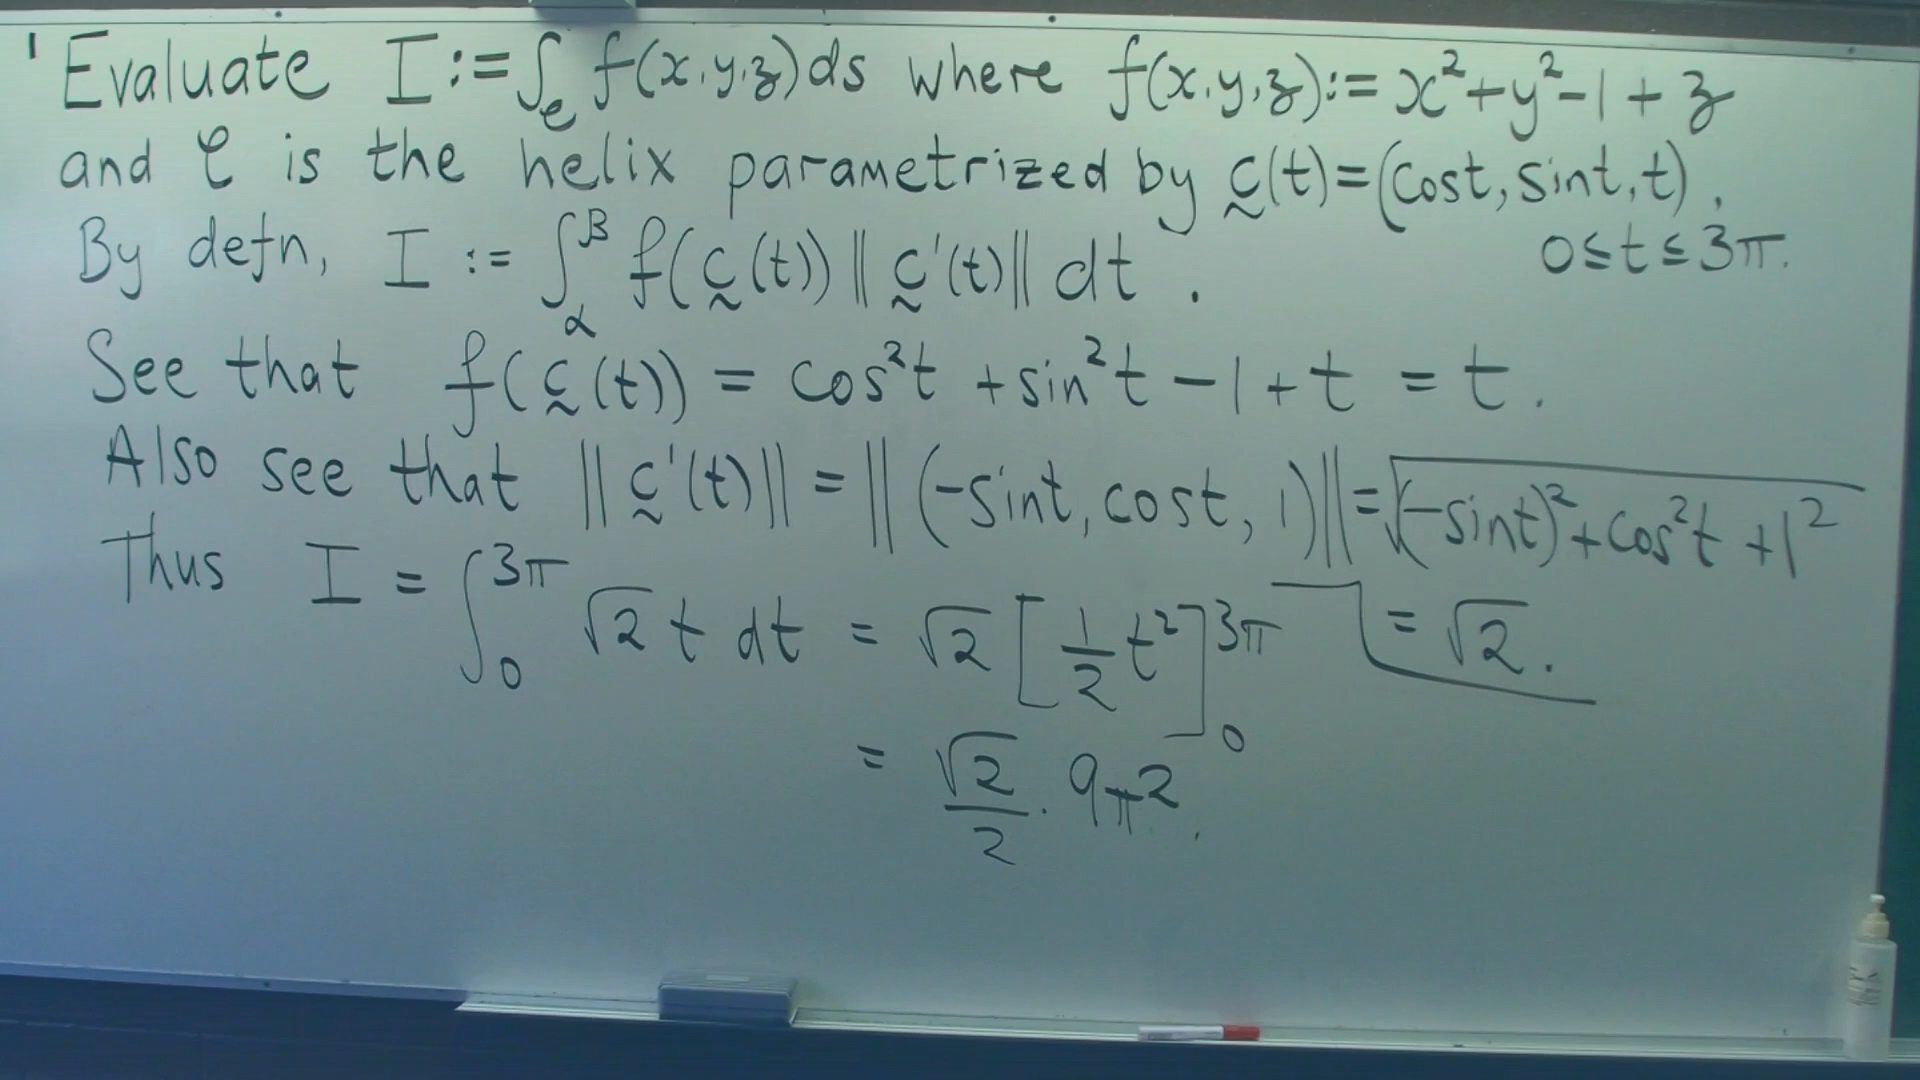 Evaluate I := ∫_C f(x,y,z) ds where f(x,y,z) := x² + y² - 1 + z
and C is the helix parametrized by c̰(t) = (cost, sint, t),
0 ≤ t ≤ 3π.
By defn, I := ∫_α^β f(c̰(t)) ‖c̰'(t)‖ dt.
See that f(c̰(t)) = cos²t + sin²t - 1 + t = t.
Also see that ‖c̰'(t)‖ = ‖(-sint, cost, 1)‖ = √((-sint)² + cos²t + 1²)
= √2.
Thus I = ∫_0^{3π} √2 t dt = √2 [1/2 t²]_0^{3π}
= √2/2 . 9π².